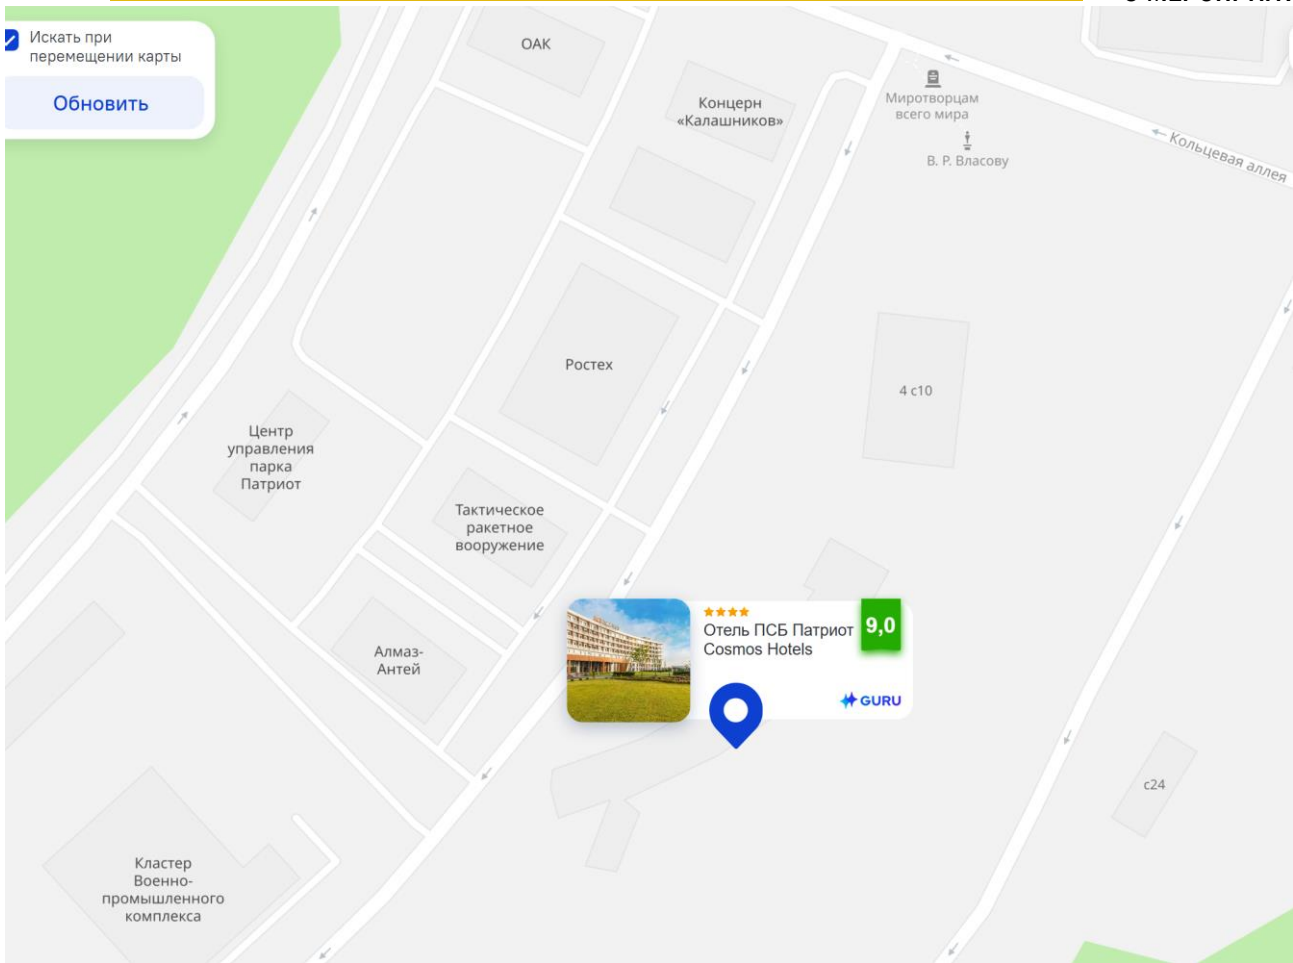 Искать при
перемещении карты
Обновить
ОАК
Концерн
«Калашников»
Миротворцам
всего мира
В. Р. Власову
← Кольцевая аллея
Ростех
4 с10
Центр
управления
парка
Патриот
Тактическое
ракетное
вооружение
Алмаз-
Антей
Отель ПСБ Патриот
Cosmos Hotels
9,0
GURU
с24
Кластер
Военно-
промышленного
комплекса